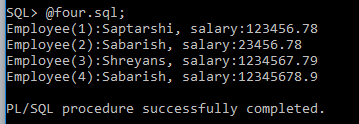 SQL> @four.sql;
Employee(1):Saptarshi, salary:123456.78
Employee(2):Sabarish, salary:23456.78
Employee(3):Shreyans, salary:1234567.79
Employee(4):Sabarish, salary:12345678.9
PL/SQL procedure successfully completed.